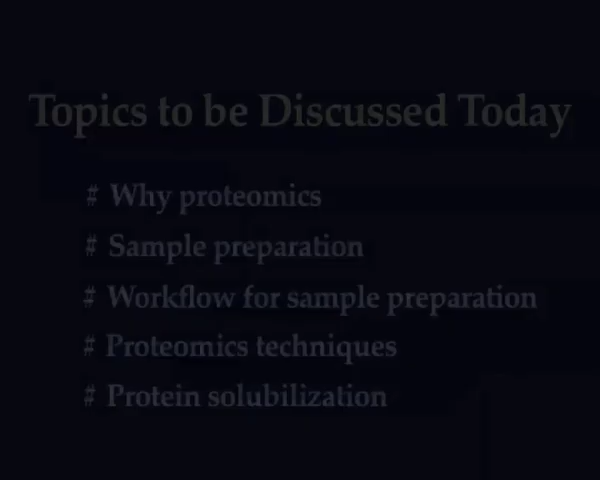 Topics to be Discussed Today
# Why proteomics
# Sample preparation
# Workflow for sample preparation
# Proteomics techniques
# Protein solubilization